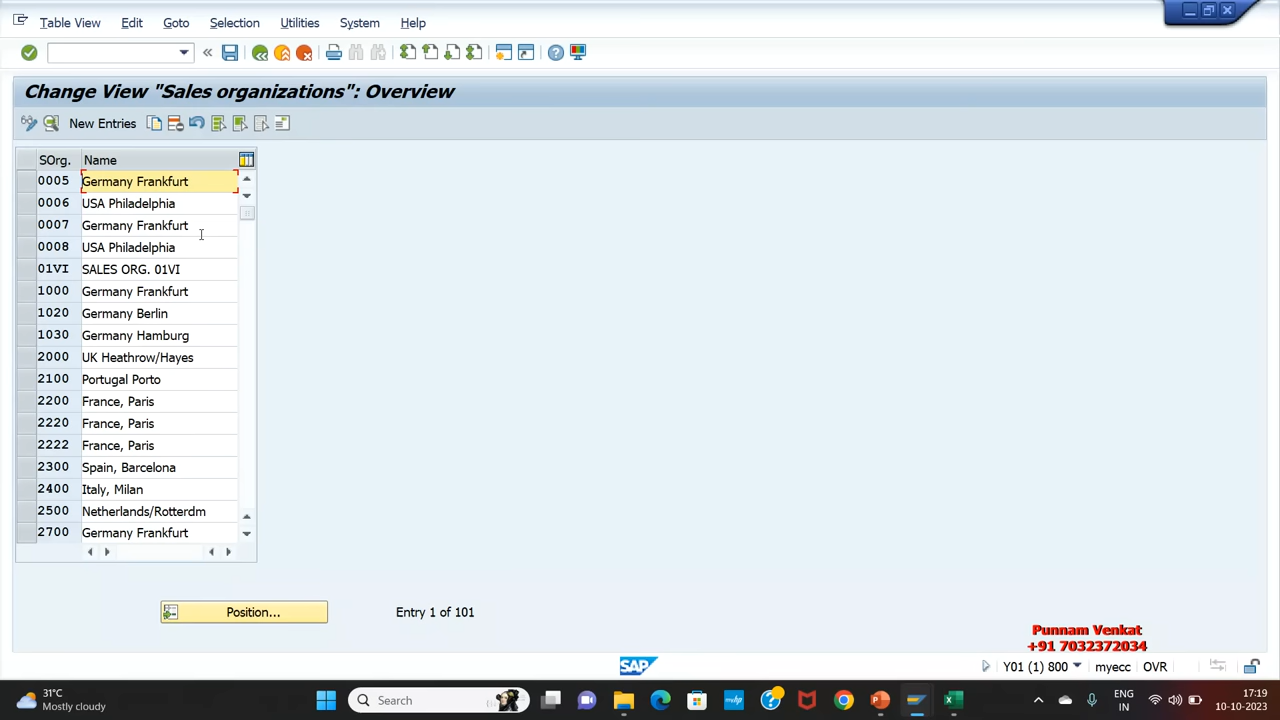 Table View Edit Goto Selection Utilities System Help
Change View "Sales organizations": Overview
New Entries
SOrg. Name
0005 Germany Frankfurt
0006 USA Philadelphia
0007 Germany Frankfurt
0008 USA Philadelphia
01VI SALES ORG. 01VI
1000 Germany Frankfurt
1020 Germany Berlin
1030 Germany Hamburg
2000 UK Heathrow/Hayes
2100 Portugal Porto
2200 France, Paris
2220 France, Paris
2222 France, Paris
2300 Spain, Barcelona
2400 Italy, Milan
2500 Netherlands/Rotterdm
2700 Germany Frankfurt
Position... Entry 1 of 101
Punnam Venkat
+91 7032372034
SAP Y01 (1) 800 myecc OVR
31°C
Mostly cloudy
Search
ENG
IN
17:19
10-10-2023